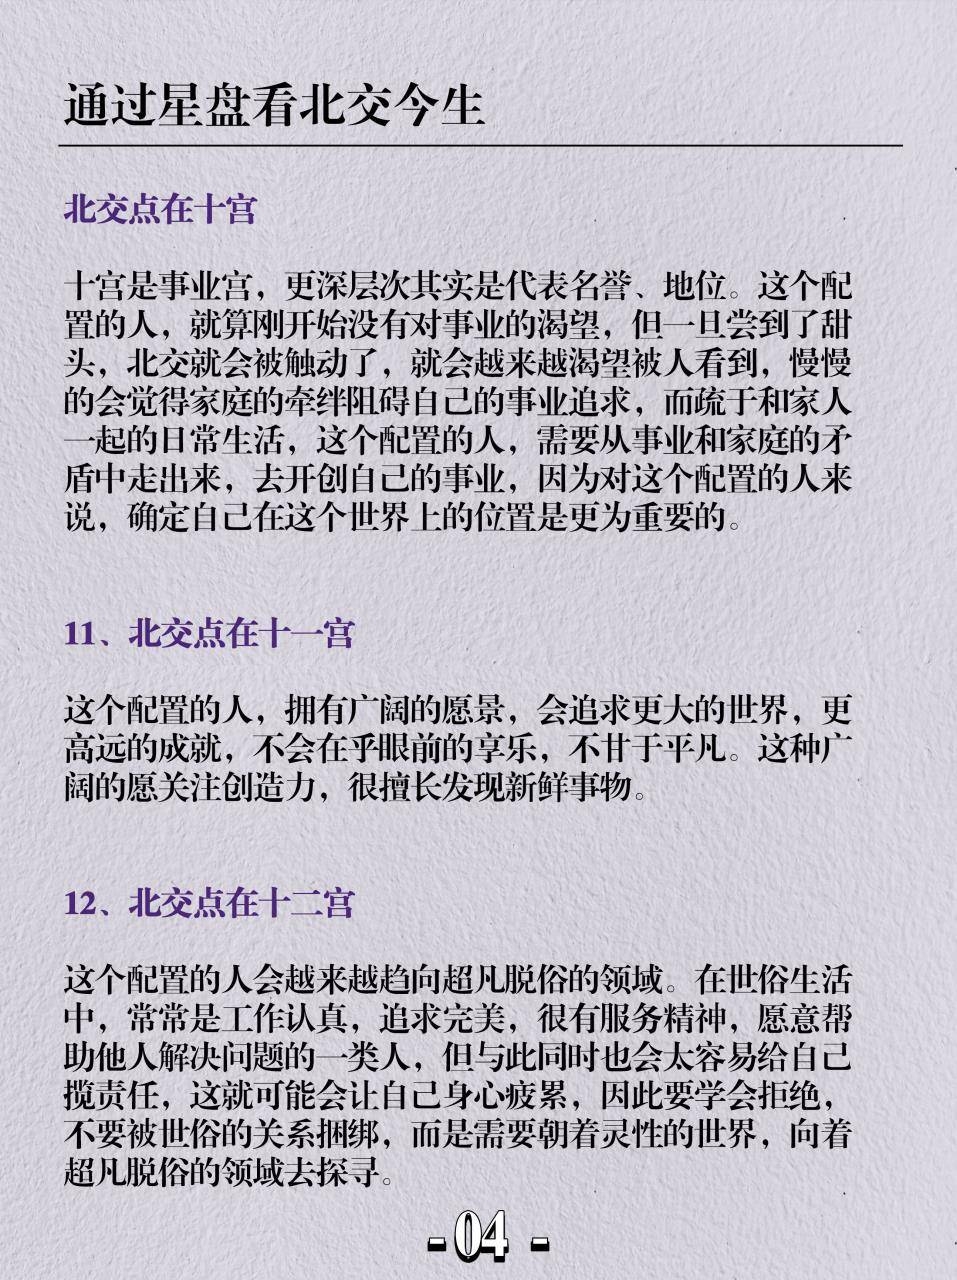 通过星盘看北交今生
北交点在十宫
十宫是事业宫，更深层次其实是代表名誉、地位。这个配
置的人，就算刚开始没有对事业的渴望，但一旦尝到了甜
头，北交就会被触动了，就会越来越渴望被人看到，慢慢
的会觉得家庭的牵绊阻碍自己的事业追求，而疏于和家人
一起的日常生活，这个配置的人，需要从事业和家庭的矛
盾中走出来，去开创自己的事业，因为对这个配置的人来
说，确定自己在这个世界上的位置是更为重要的。
11、北交点在十一宫
这个配置的人，拥有广阔的愿景，会追求更大的世界，更
高远的成就，不会在乎眼前的享乐，不甘于平凡。这种广
阔的愿关注创造力，很擅长发现新鲜事物。
12、北交点在十二宫
这个配置的人会越来越趋向超凡脱俗的领域。在世俗生活
中，常常是工作认真，追求完美，很有服务精神，愿意帮
助他人解决问题的一类人，但与此同时也会太容易给自己
揽责任，这就可能会让自己身心疲累，因此要学会拒绝，
不要被世俗的关系捆绑，而是需要朝着灵性的世界，向着
超凡脱俗的领域去探寻。
- 04 -